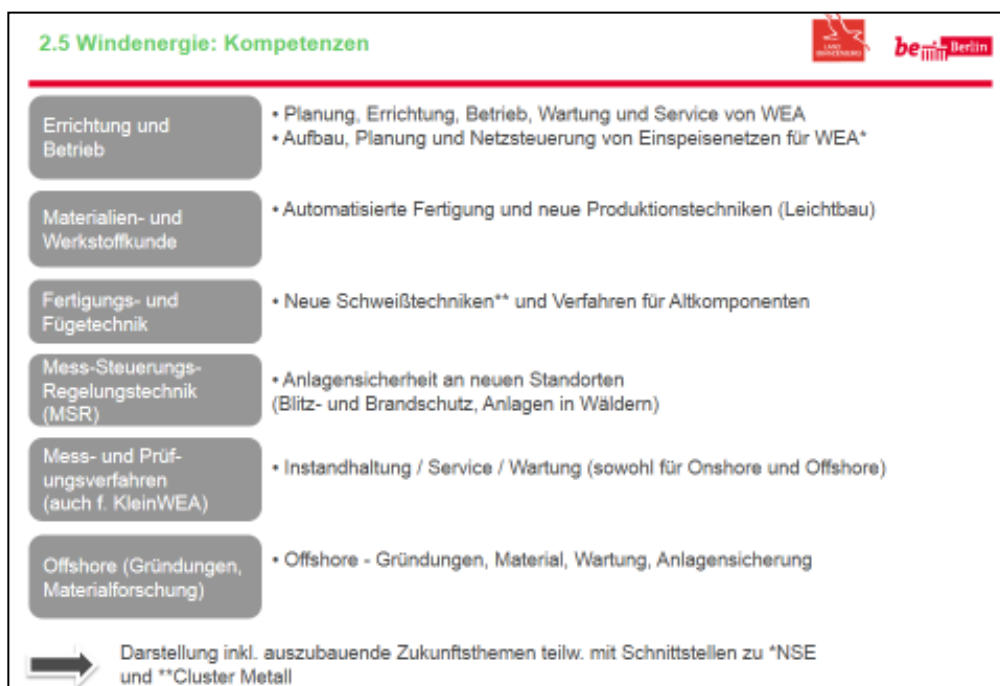 2.5 Windenergie: Kompetenzen
LAND
BRANDENBURG
be Berlin
Errichtung und
Betrieb
• Planung, Errichtung, Betrieb, Wartung und Service von WEA
• Aufbau, Planung und Netzsteuerung von Einspeisenetzen für WEA*
Materialien- und
Werkstoffkunde
• Automatisierte Fertigung und neue Produktionstechniken (Leichtbau)
Fertigungs- und
Fügetechnik
• Neue Schweißtechniken** und Verfahren für Altkomponenten
Mess-Steuerungs-
Regelungstechnik
(MSR)
• Anlagensicherheit an neuen Standorten
(Blitz- und Brandschutz, Anlagen in Wäldern)
Mess- und Prüf-
ungsverfahren
(auch f. KleinWEA)
• Instandhaltung / Service / Wartung (sowohl für Onshore und Offshore)
Offshore (Gründungen,
Materialforschung)
• Offshore - Gründungen, Material, Wartung, Anlagensicherung
Darstellung inkl. auszubauende Zukunftsthemen teilw. mit Schnittstellen zu *NSE
und **Cluster Metall